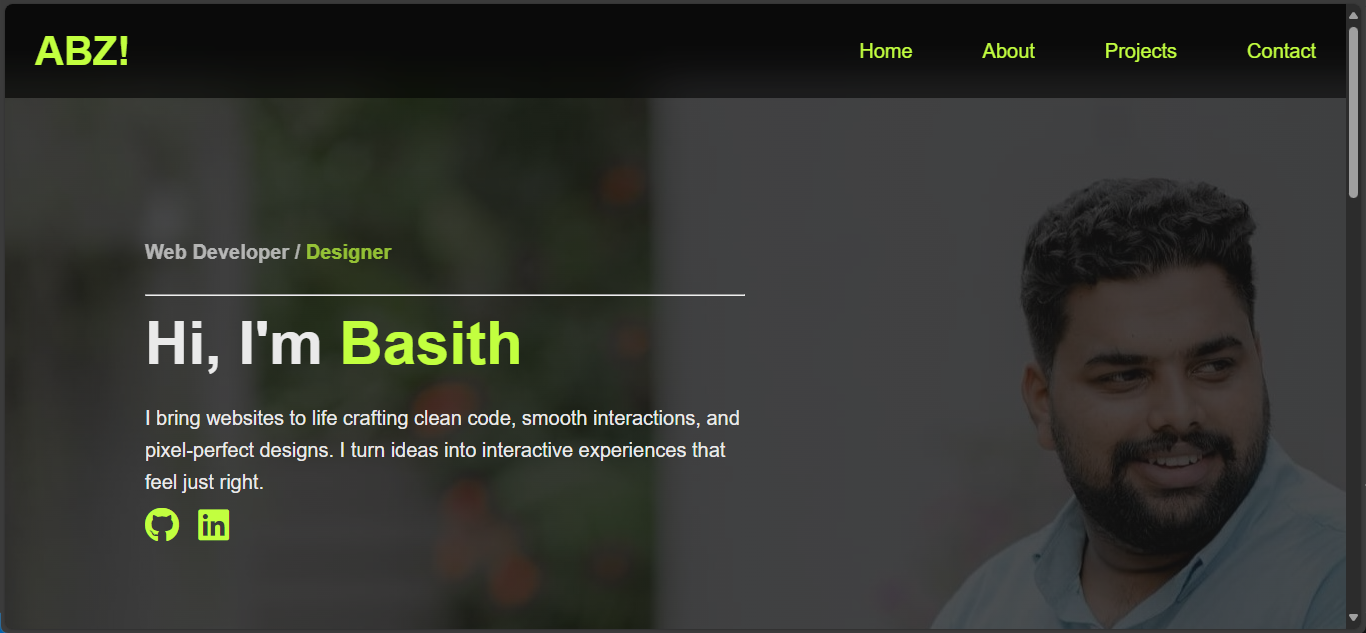 ABZ!
Home About Projects Contact
Web Developer / Designer
Hi, I'm Basith
I bring websites to life crafting clean code, smooth interactions, and
pixel-perfect designs. I turn ideas into interactive experiences that
feel just right.
in